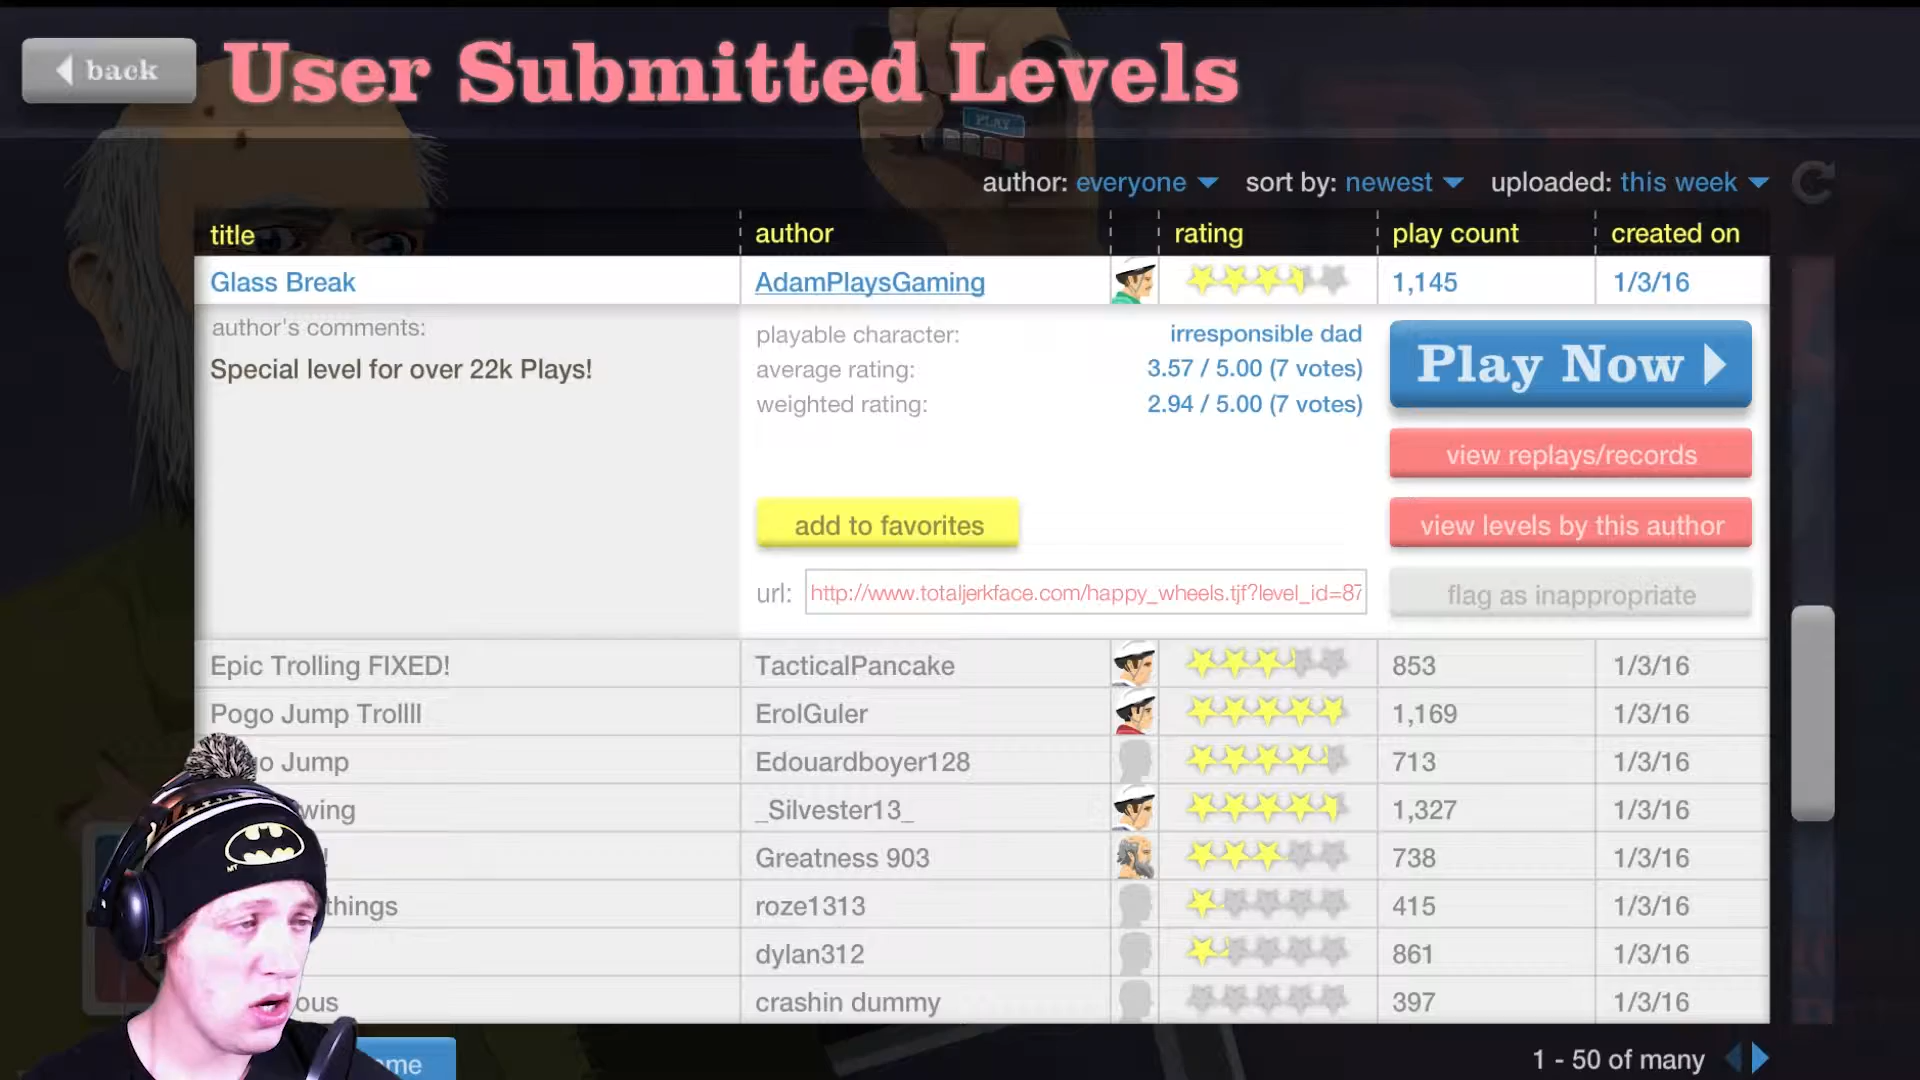 back
User Submitted Levels
PLAY
author: everyone sort by: newest uploaded: this week
title author rating play count created on
Glass Break AdamPlaysGaming 1,145 1/3/16
author's comments:
Special level for over 22k Plays!
playable character: irresponsible dad
average rating: 3.57 / 5.00 (7 votes)
weighted rating: 2.94 / 5.00 (7 votes)
Play Now
view replays/records
add to favorites
view levels by this author
url: http://www.totaljerkface.com/happy_wheels.tjf?level_id=87
flag as inappropriate
Epic Trolling FIXED! TacticalPancake 853 1/3/16
Pogo Jump Trollll ErolGuler 1,169 1/3/16
Jump Edouardboyer128 713 1/3/16
_Silvester13_ 1,327 1/3/16
Greatness 903 738 1/3/16
things roze1313 415 1/3/16
dylan312 861 1/3/16
crashin dummy 397 1/3/16
1 - 50 of many